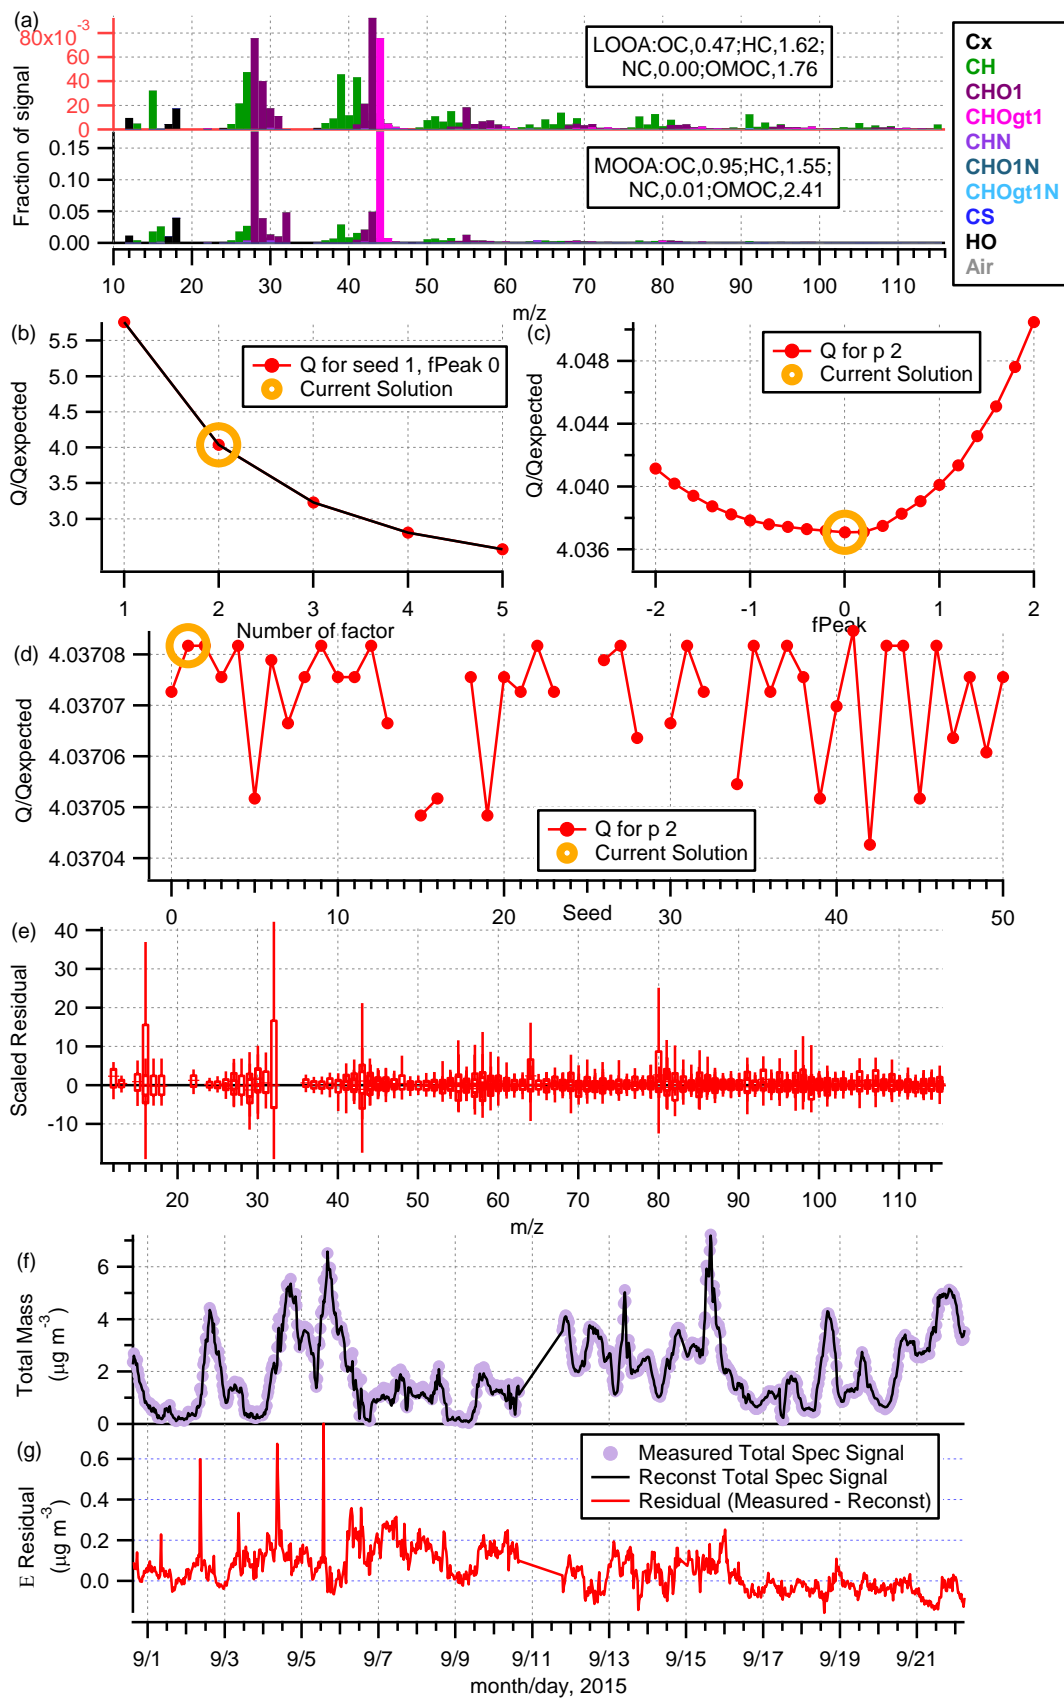 (a)
80x10⁻³
60
40
20
0
0.15
0.10
0.05
0.00
Fraction of signal
LOOA:OC,0.47;HC,1.62;
NC,0.00;OMOC,1.76
MOOA:OC,0.95;HC,1.55;
NC,0.01;OMOC,2.41
Cx
CH
CHO1
CHOgt1
CHN
CHO1N
CHOgt1N
CS
HO
Air
10 20 30 40 50 60 70 80 90 100 110
m/z
(b)
5.5
5.0
4.5
4.0
3.5
3.0
Q/Qexpected
Q for seed 1, fPeak 0
Current Solution
1 2 3 4 5
Number of factor
(c)
4.048
4.044
4.040
4.036
Q/Qexpected
Q for p 2
Current Solution
-2 -1 0 1 2
fPeak
(d)
4.03708
4.03707
4.03706
4.03705
4.03704
Q/Qexpected
Q for p 2
Current Solution
0 10 20 30 40 50
Seed
(e)
40
30
20
10
0
-10
Scaled Residual
20 30 40 50 60 70 80 90 100 110
m/z
(f)
6
4
2
0
Total Mass
(µg m⁻³)
(g)
0.6
0.4
0.2
0.0
E Residual
(µg m⁻³)
Measured Total Spec Signal
Reconst Total Spec Signal
Residual (Measured - Reconst)
9/1 9/3 9/5 9/7 9/9 9/11 9/13 9/15 9/17 9/19 9/21
month/day, 2015